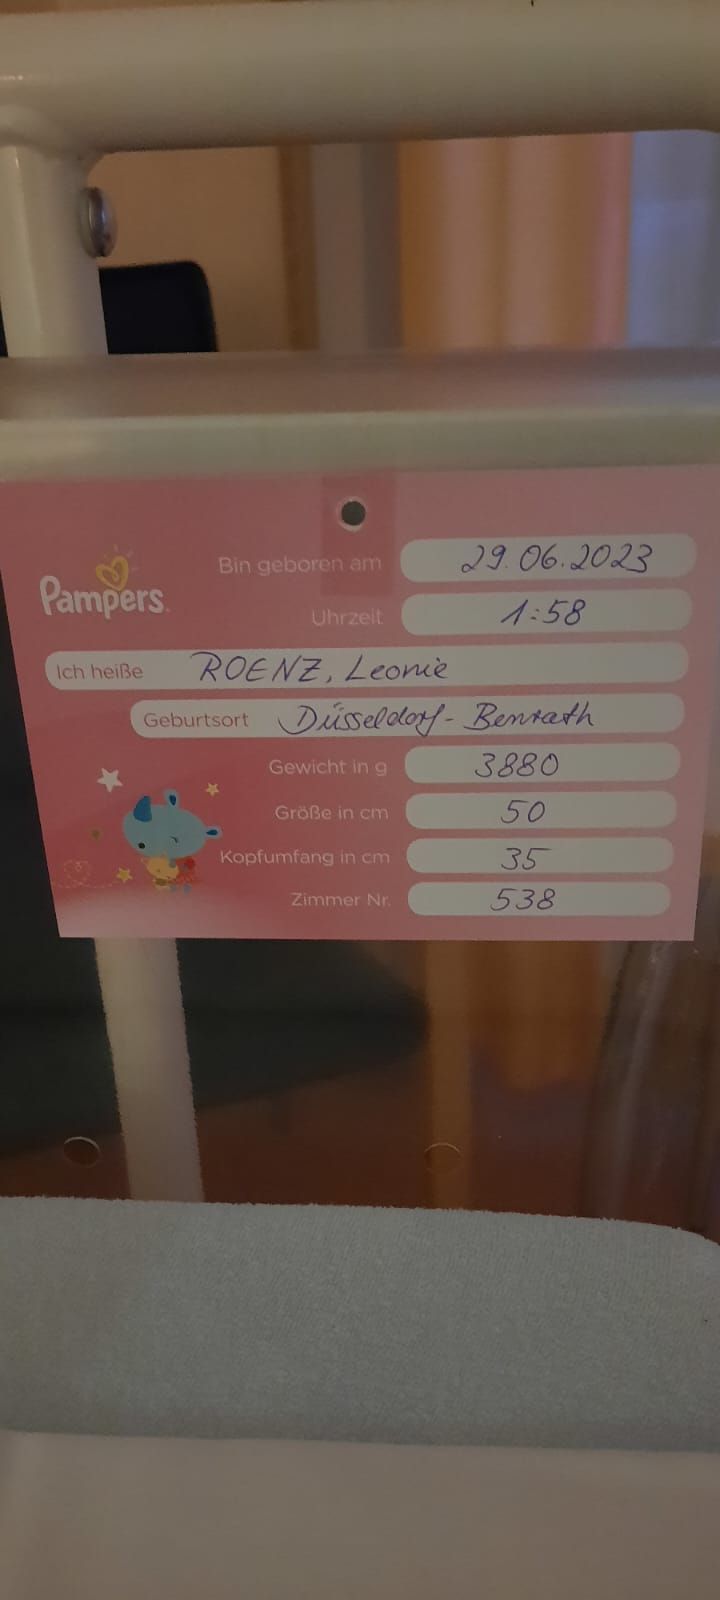 Pampers
Bin geboren am 29.06.2023
Uhrzeit 1:58
Ich heiße ROENZ, Leonie
Geburtsort Düsseldorf-Benrath
Gewicht in g 3880
Größe in cm 50
Kopfumfang in cm 35
Zimmer Nr. 538